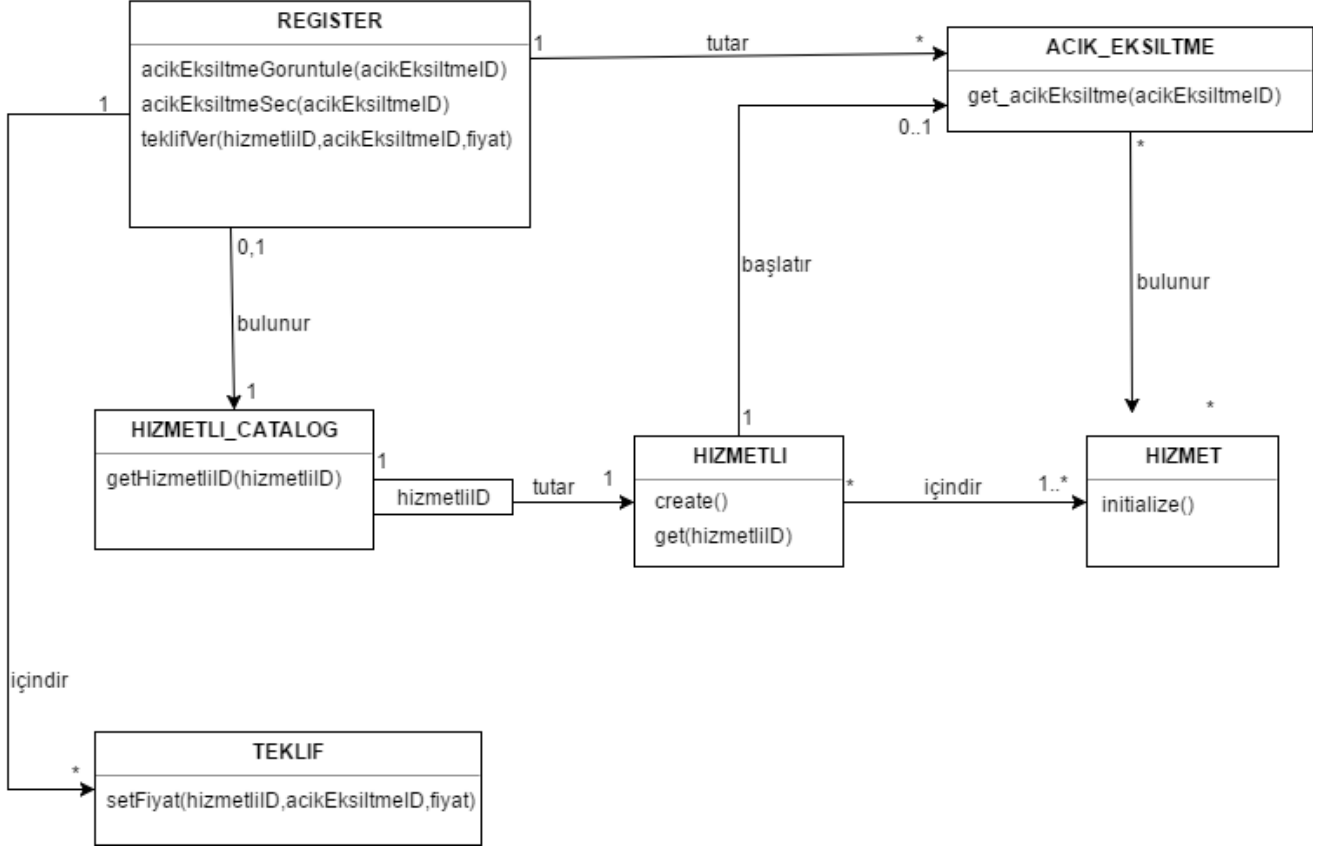 REGISTER
acikEksiltmeGoruntule(acikEksiltmeID)
acikEksiltmeSec(acikEksiltmeID)
teklifVer(hizmetliID,acikEksiltmeID,fiyat)
1
tutar
*
ACIK_EKSILTME
get_acikEksiltme(acikEksiltmeID)
1
0..1
*
0,1
başlatır
bulunur
bulunur
1
1
*
HIZMETLI_CATALOG
getHizmetliID(hizmetliID)
1
hizmetliID
tutar
1
HIZMETLI
create()
get(hizmetliID)
*
içindir
1..*
HIZMET
initialize()
içindir
*
TEKLIF
setFiyat(hizmetliID,acikEksiltmeID,fiyat)